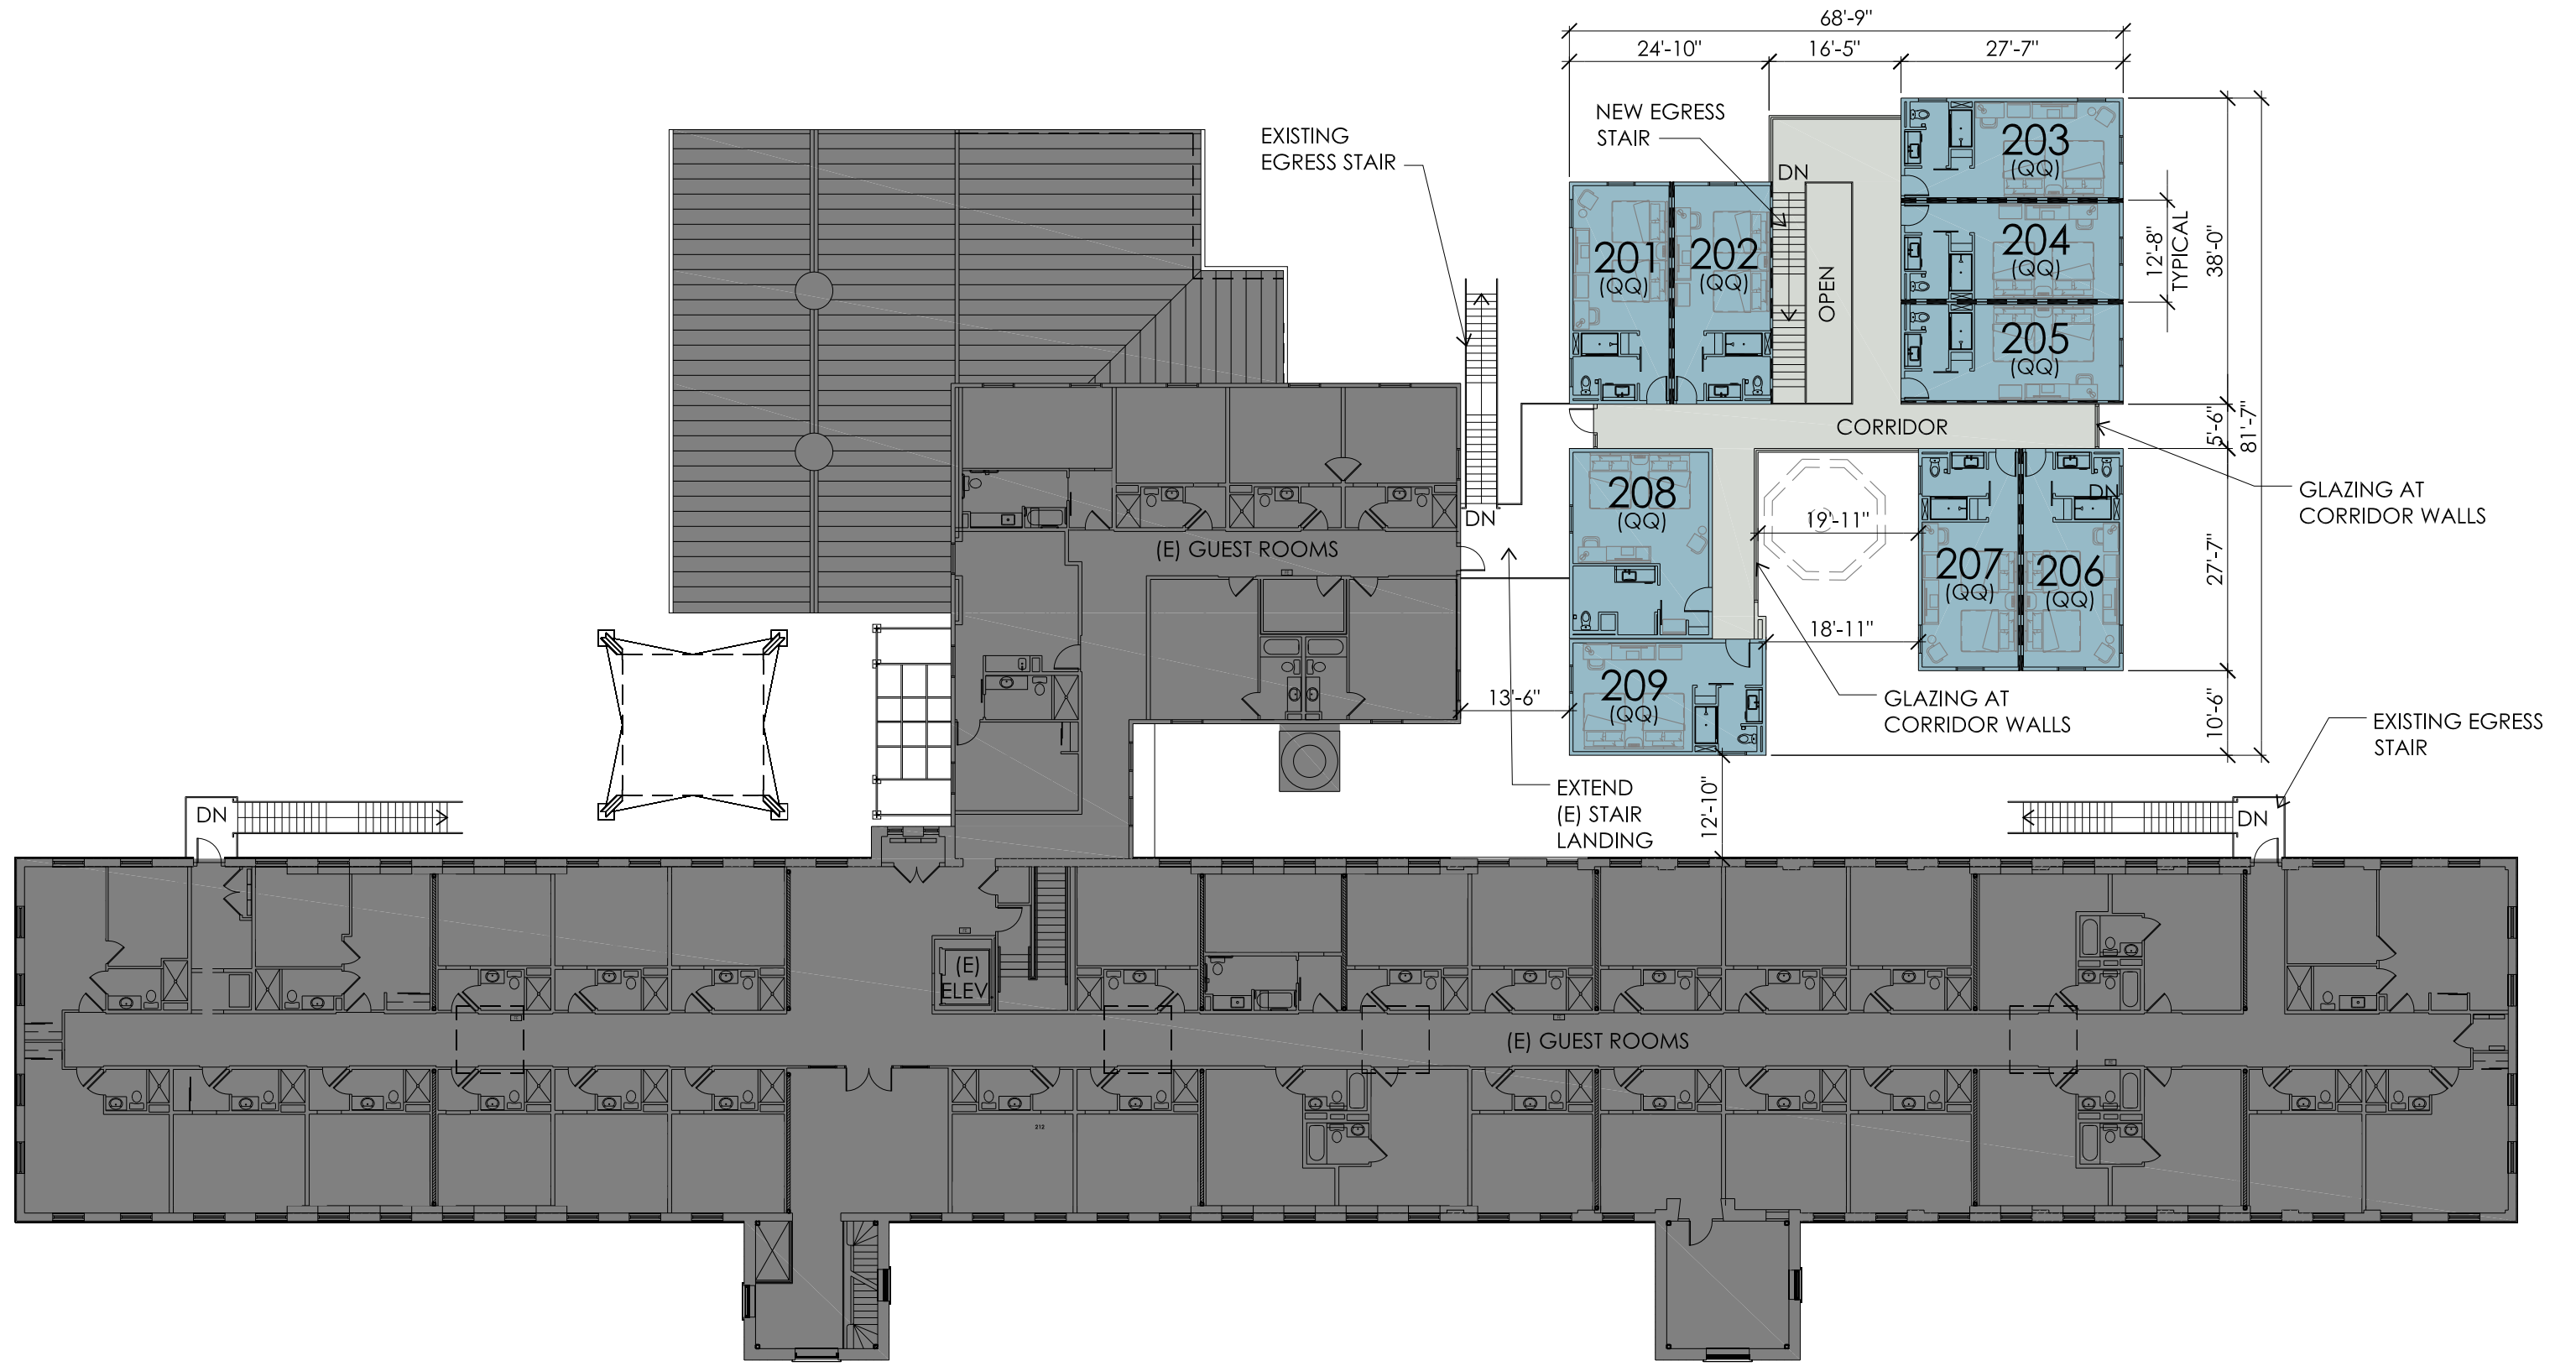 68'-9"
24'-10"
16'-5"
27'-7"
NEW EGRESS
STAIR
EXISTING
EGRESS STAIR
DN
203
(QQ)
201
(QQ)
202
(QQ)
OPEN
204
(QQ)
12'-8"
TYPICAL
38'-0"
205
(QQ)
CORRIDOR
5'-6"
81'-7"
208
(QQ)
DN
GLAZING AT
CORRIDOR WALLS
DN
19'-11"
(E) GUEST ROOMS
207
(QQ)
206
(QQ)
27'-7"
18'-11"
209
(QQ)
13'-6"
GLAZING AT
CORRIDOR WALLS
10'-6"
EXISTING EGRESS
STAIR
EXTEND
(E) STAIR
LANDING
12'-10"
DN
DN
(E)
ELEV.
(E) GUEST ROOMS
212